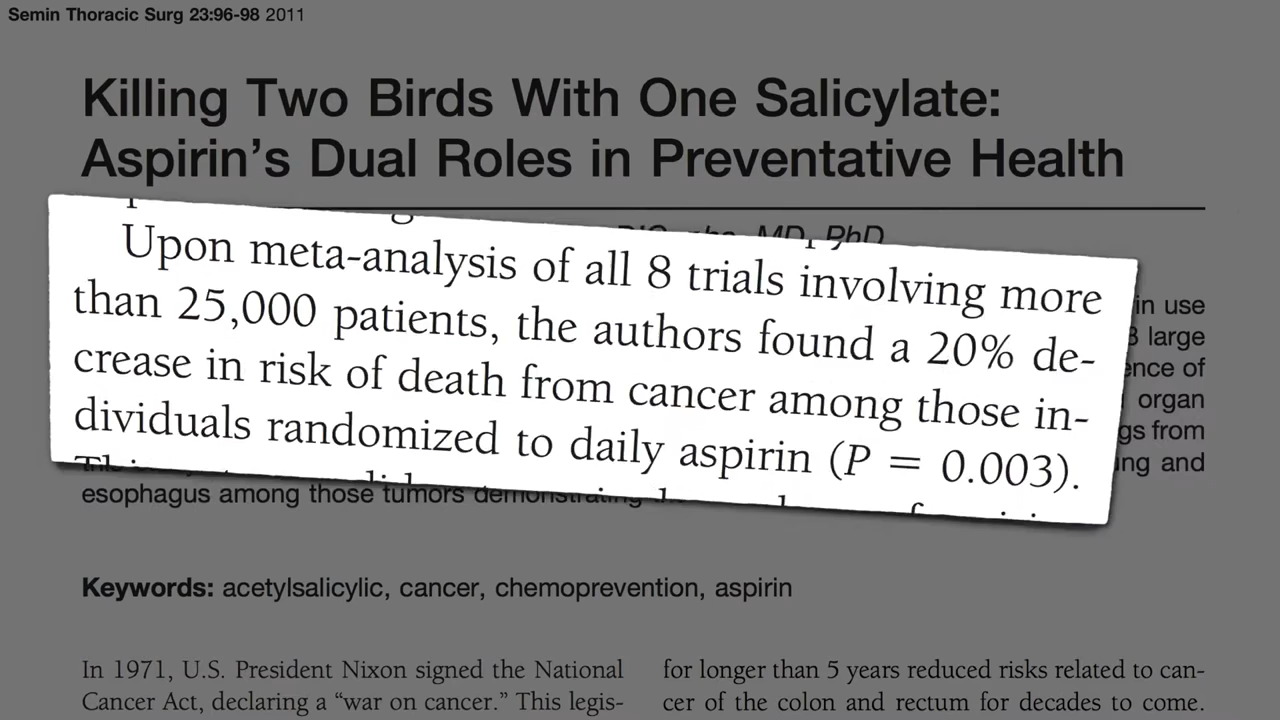 Semin Thoracic Surg 23:96-98 2011
Killing Two Birds With One Salicylate:
Aspirin's Dual Roles in Preventative Health
MD, PhD
Upon meta-analysis of all 8 trials involving more
than 25,000 patients, the authors found a 20% de-
crease in risk of death from cancer among those in-
dividuals randomized to daily aspirin (P = 0.003).
in use
large
of
organ
from
and
esophagus among those tumors demonstrating
Keywords: acetylsalicylic, cancer, chemoprevention, aspirin
In 1971, U.S. President Nixon signed the National
Cancer Act, declaring a “war on cancer.” This legis-
for longer than 5 years reduced risks related to can-
cer of the colon and rectum for decades to come.